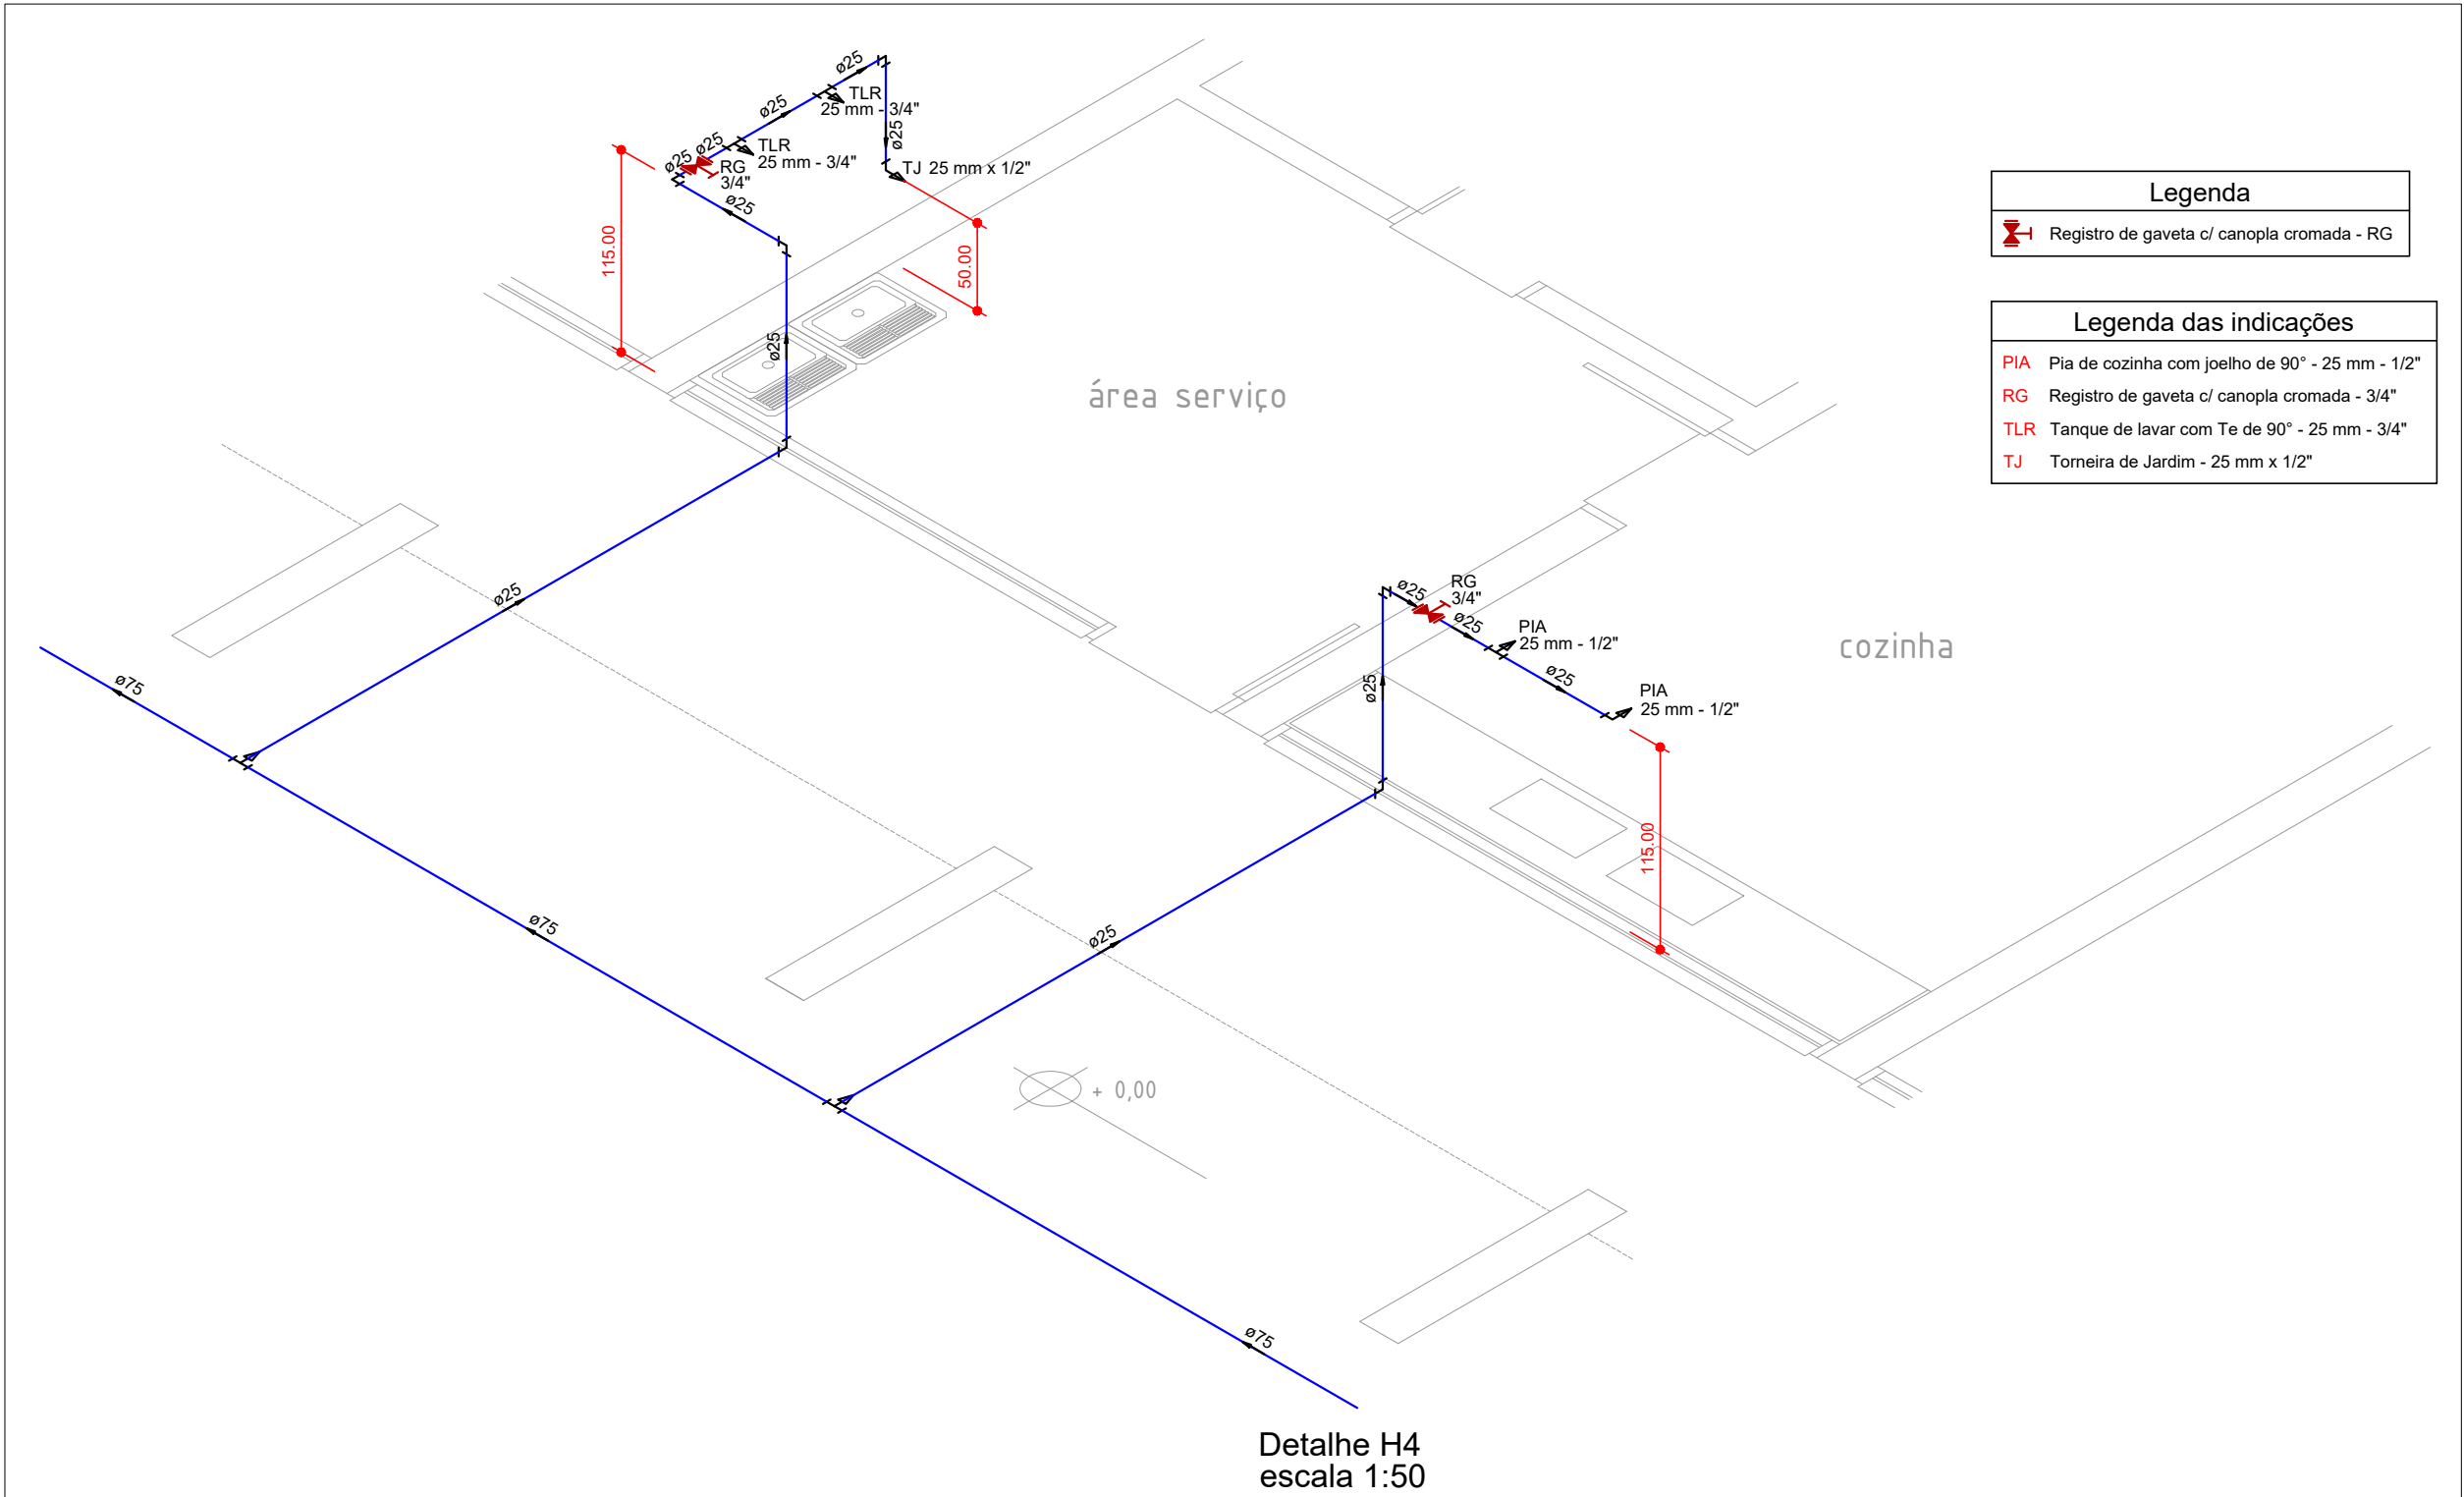 ø25
TLR
25 mm - 3/4"
ø25
ø25
ø25
TLR
25 mm - 3/4"
ø25
RG
3/4"
TJ 25 mm x 1/2"
ø25
115.00
50.00
ø25
área serviço
Legenda
Registro de gaveta c/ canopla cromada - RG
Legenda das indicações
PIA Pia de cozinha com joelho de 90° - 25 mm - 1/2"
RG Registro de gaveta c/ canopla cromada - 3/4"
TLR Tanque de lavar com Te de 90° - 25 mm - 3/4"
TJ Torneira de Jardim - 25 mm x 1/2"
ø25
ø25
RG
3/4"
ø25
PIA
25 mm - 1/2"
cozinha
ø25
PIA
25 mm - 1/2"
ø25
ø75
115.00
ø75
ø25
+ 0,00
ø75
Detalhe H4
escala 1:50